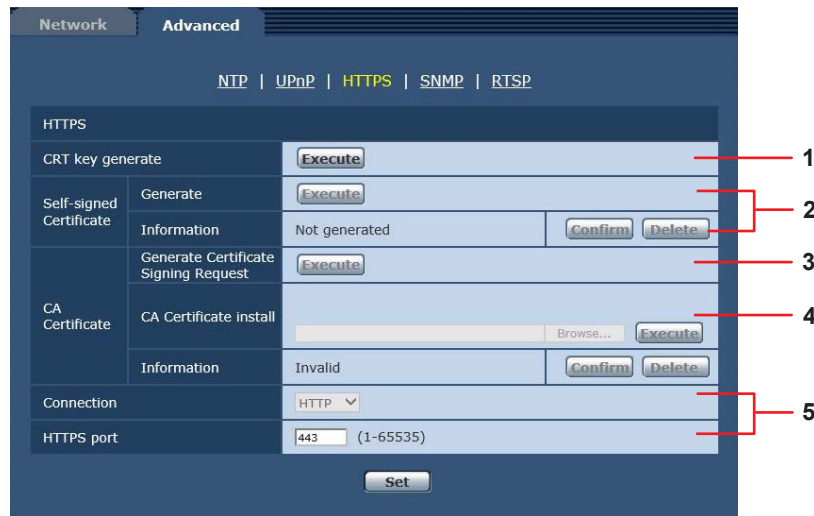 Network Advanced
NTP | UPnP | HTTPS | SNMP | RTSP
HTTPS
CRT key generate Execute 1
Self-signed Certificate
Generate Execute
Information Not generated Confirm Delete
2
CA Certificate
Generate Certificate Signing Request Execute 3
CA Certificate install Browse... Execute 4
Information Invalid Confirm Delete
Connection HTTP
HTTPS port 443 (1-65535)
5
Set